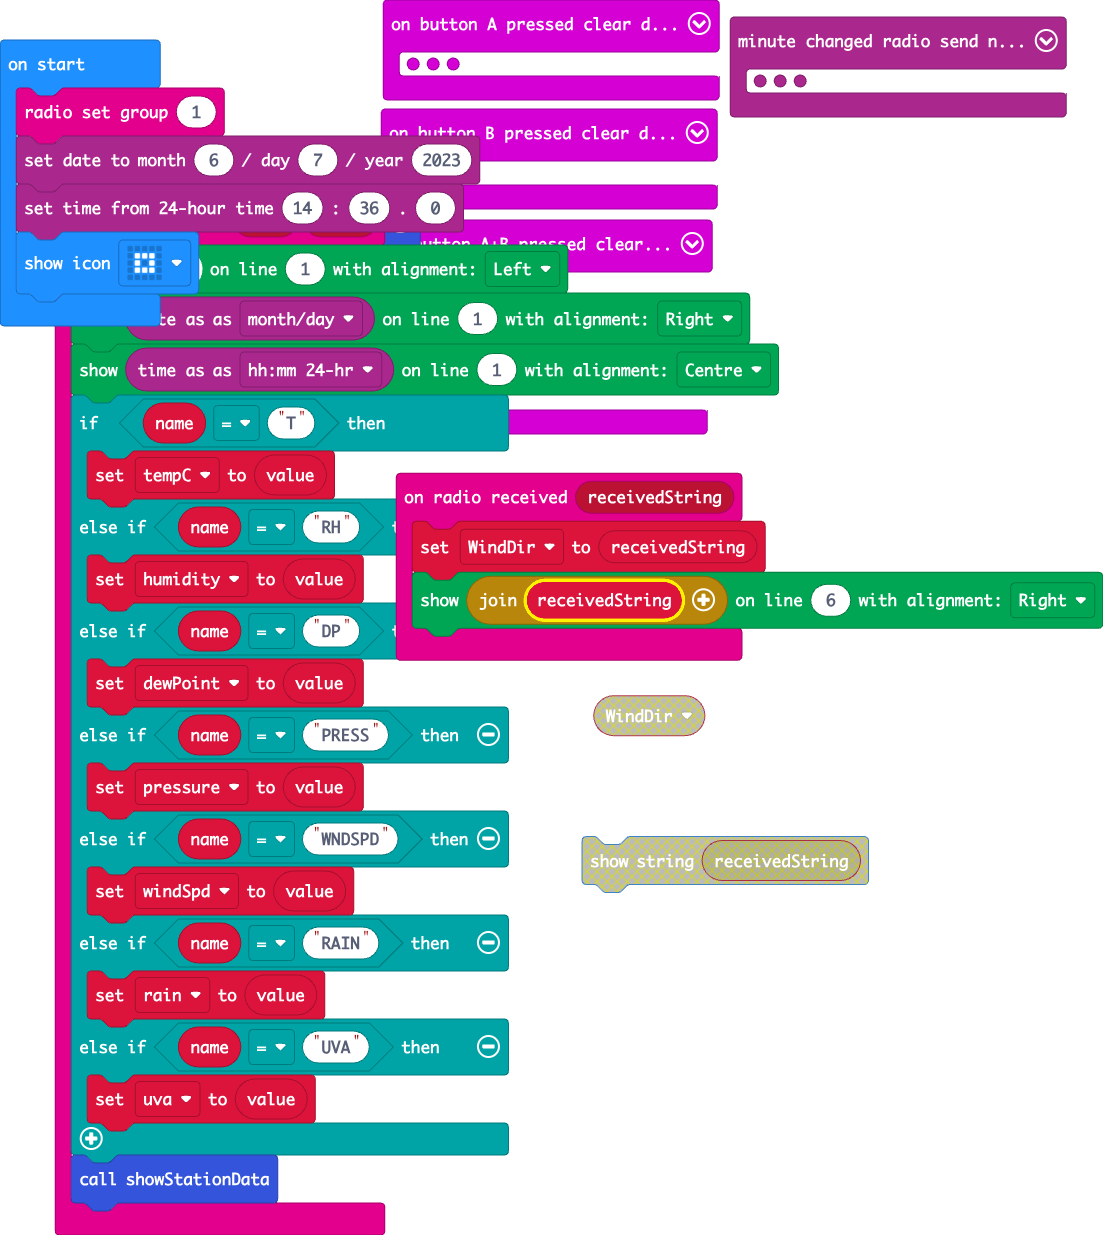 on button A pressed clear d...
minute changed radio send n...
on start
radio set group 1
on button B pressed clear d...
set date to month 6 / day 7 / year 2023
set time from 24-hour time 14 : 36 . 0
A+B pressed clear...
show icon
on line 1 with alignment: Left
as as month/day on line 1 with alignment: Right
show time as as hh:mm 24-hr on line 1 with alignment: Centre
if name = "T" then
set tempC to value
on radio received receivedString
else if name = "RH"
set WindDir to receivedString
set humidity to value
show join receivedString on line 6 with alignment: Right
else if name = "DP"
set dewPoint to value
WindDir
else if name = "PRESS" then
set pressure to value
else if name = "WNDSPD" then
show string receivedString
set windSpd to value
else if name = "RAIN" then
set rain to value
else if name = "UVA" then
set uva to value
call showStationData